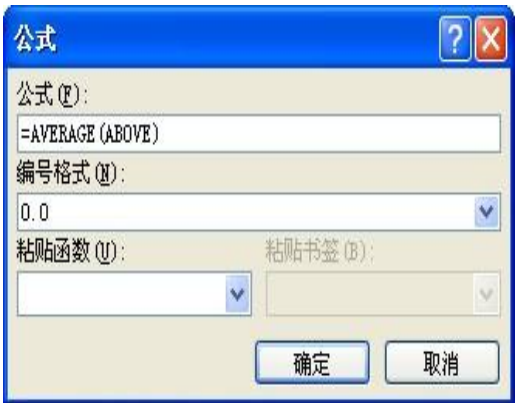 公式
公式(F):
=AVERAGE(ABOVE)
编号格式(N):
0.0
粘贴函数(U): 粘贴书签(B):
确定 取消